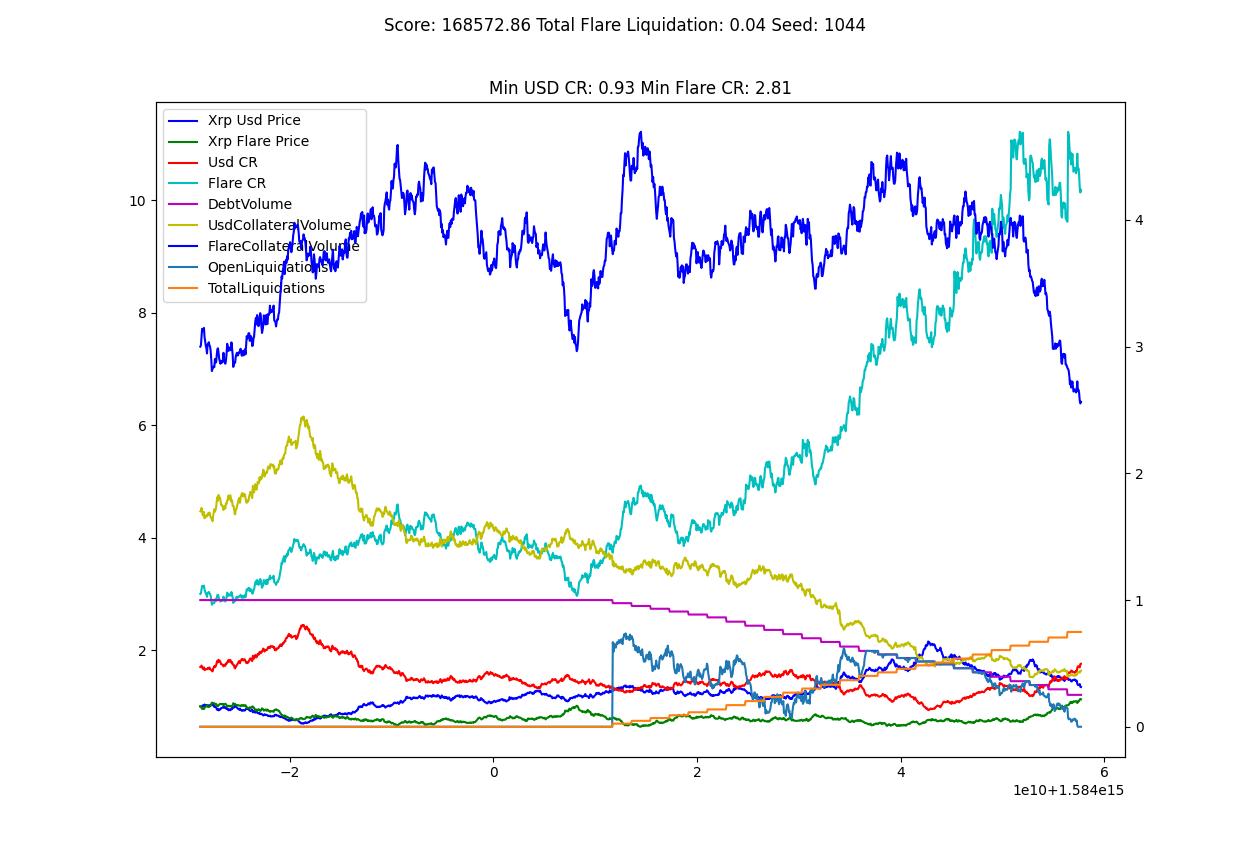 Score: 168572.86 Total Flare Liquidation: 0.04 Seed: 1044
Min USD CR: 0.93 Min Flare CR: 2.81
Xrp Usd Price
Xrp Flare Price
Usd CR
Flare CR
DebtVolume
UsdCollateralVolume
FlareCollateralVolume
OpenLiquidations
TotalLiquidations
10
8
6
4
2
4
3
2
1
0
−2
0
2
4
6
1e10+1.584e15